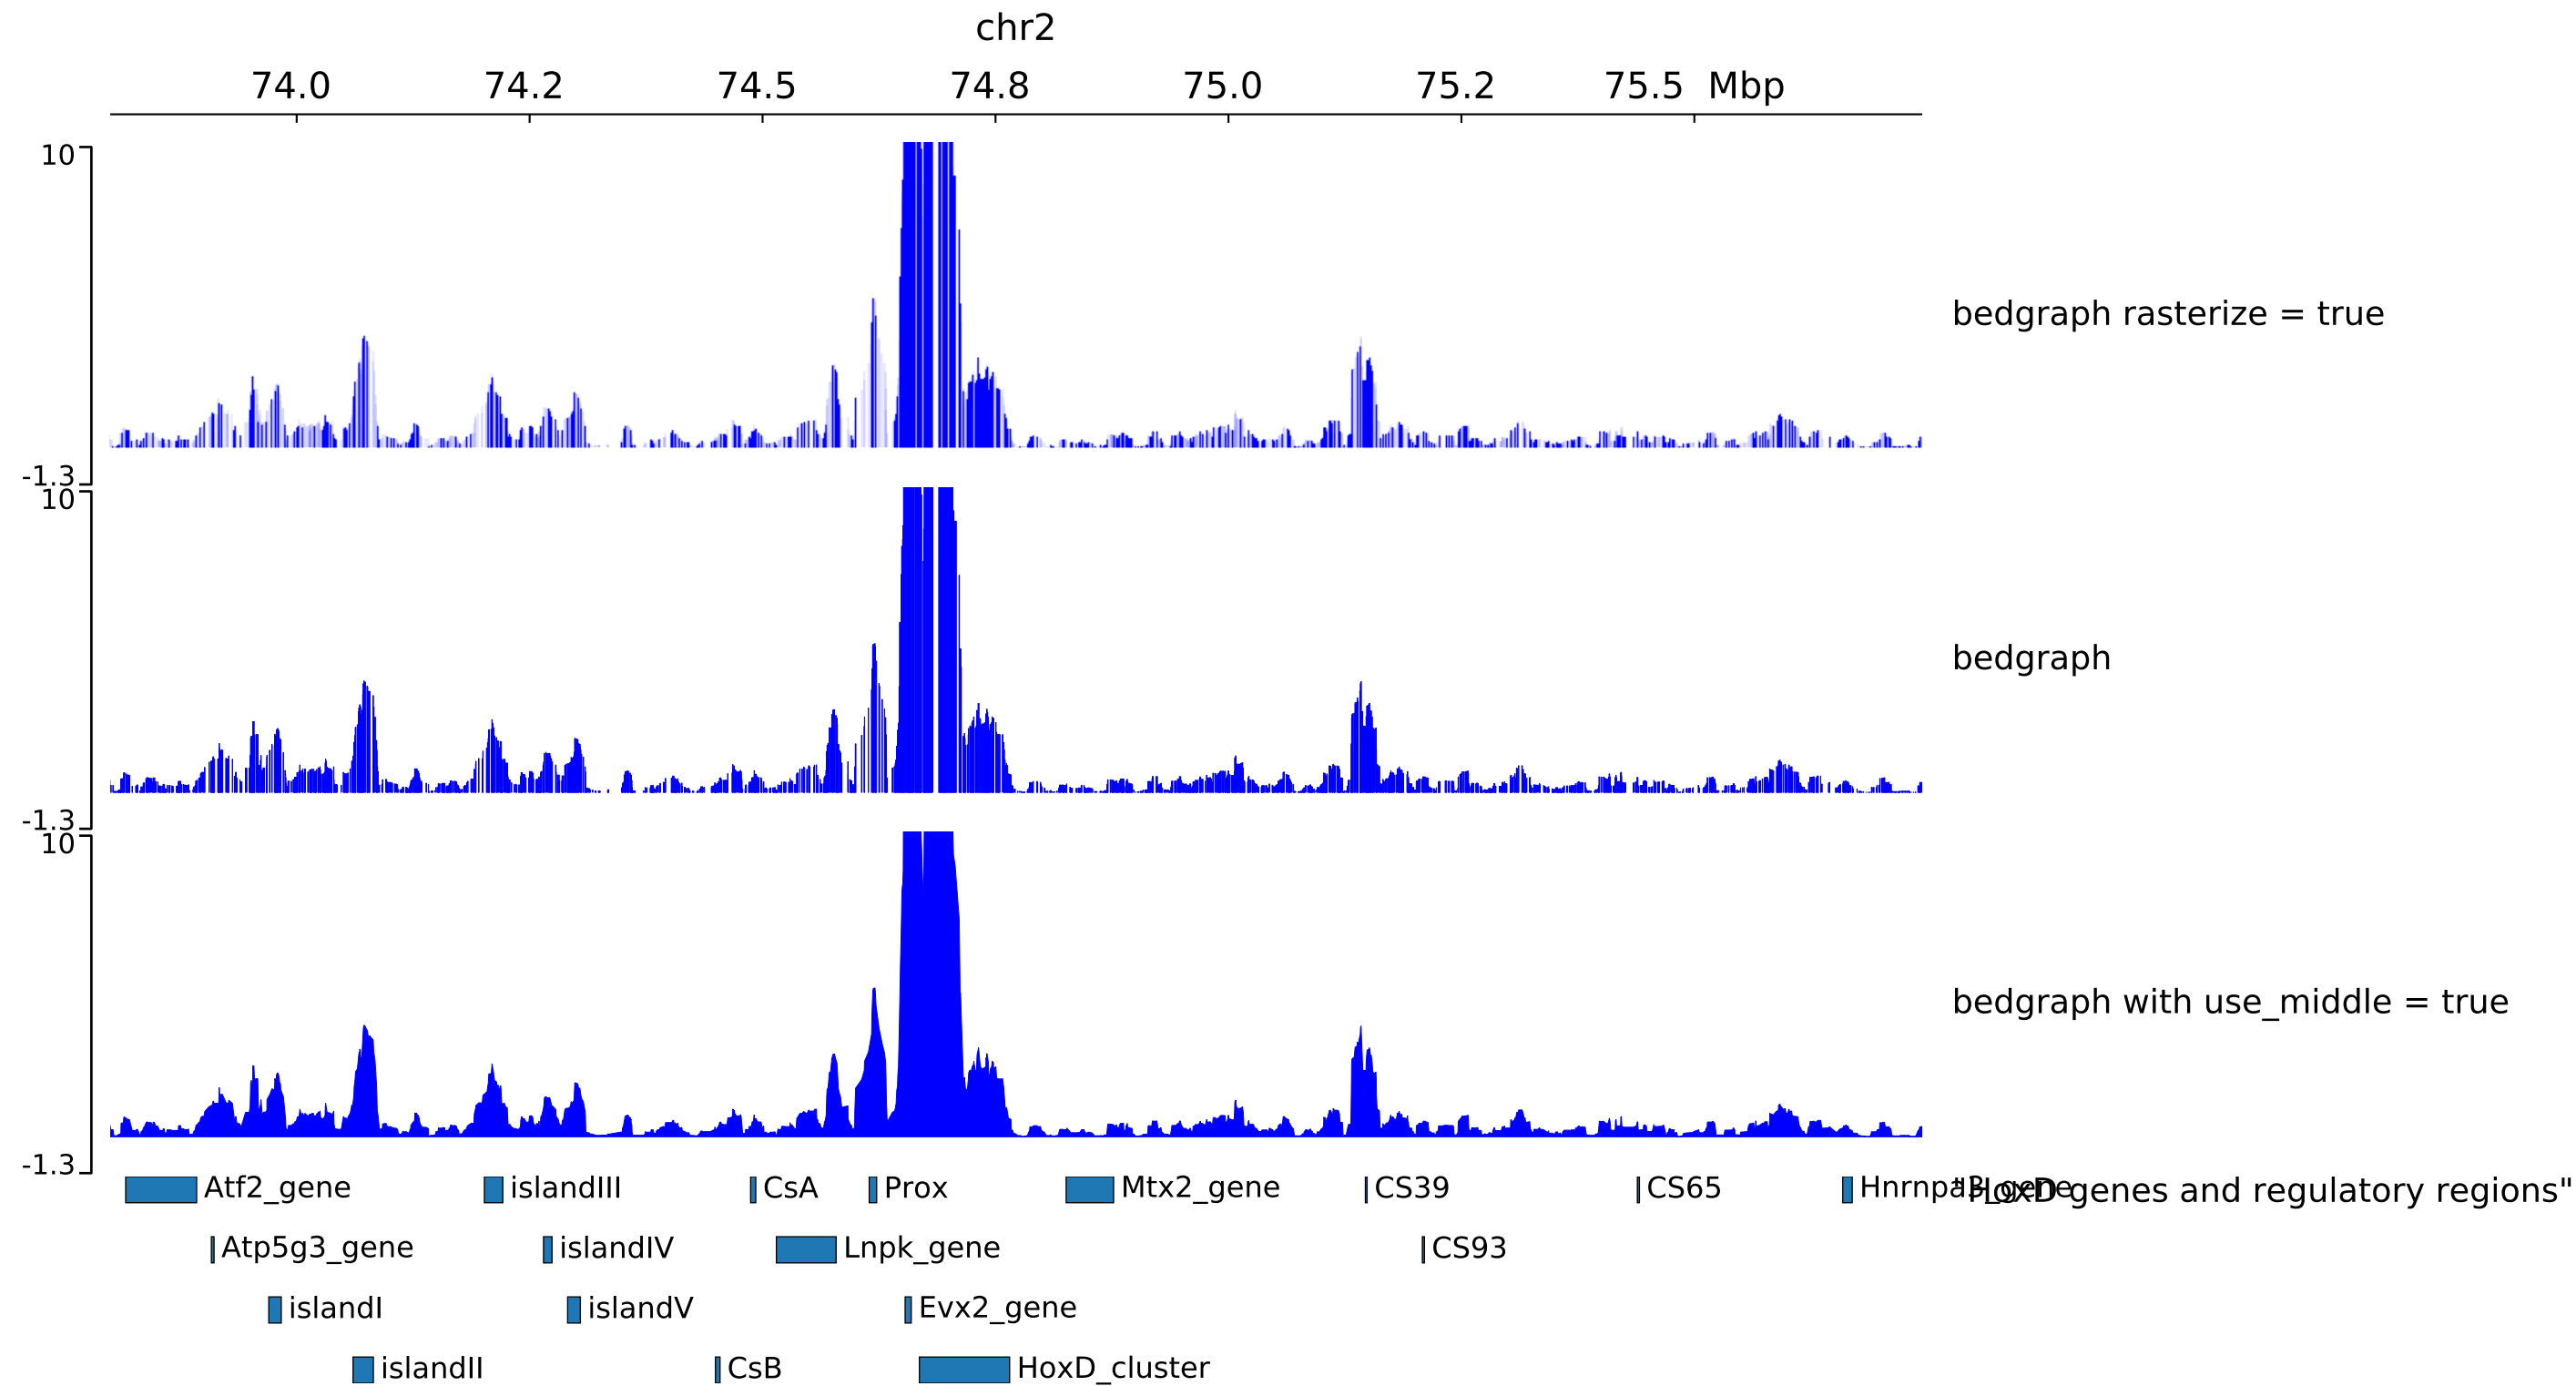 chr2
74.0 74.2 74.5 74.8 75.0 75.2 75.5 Mbp
10
bedgraph rasterize = true
-1.3
10
bedgraph
-1.3
10
bedgraph with use_middle = true
-1.3
Atf2_gene islandIII CsA Prox Mtx2_gene CS39 CS65 Hnrnpa3_gene "HoxD genes and regulatory regions"
Atp5g3_gene islandIV Lnpk_gene CS93
islandI islandV Evx2_gene
islandII CsB HoxD_cluster